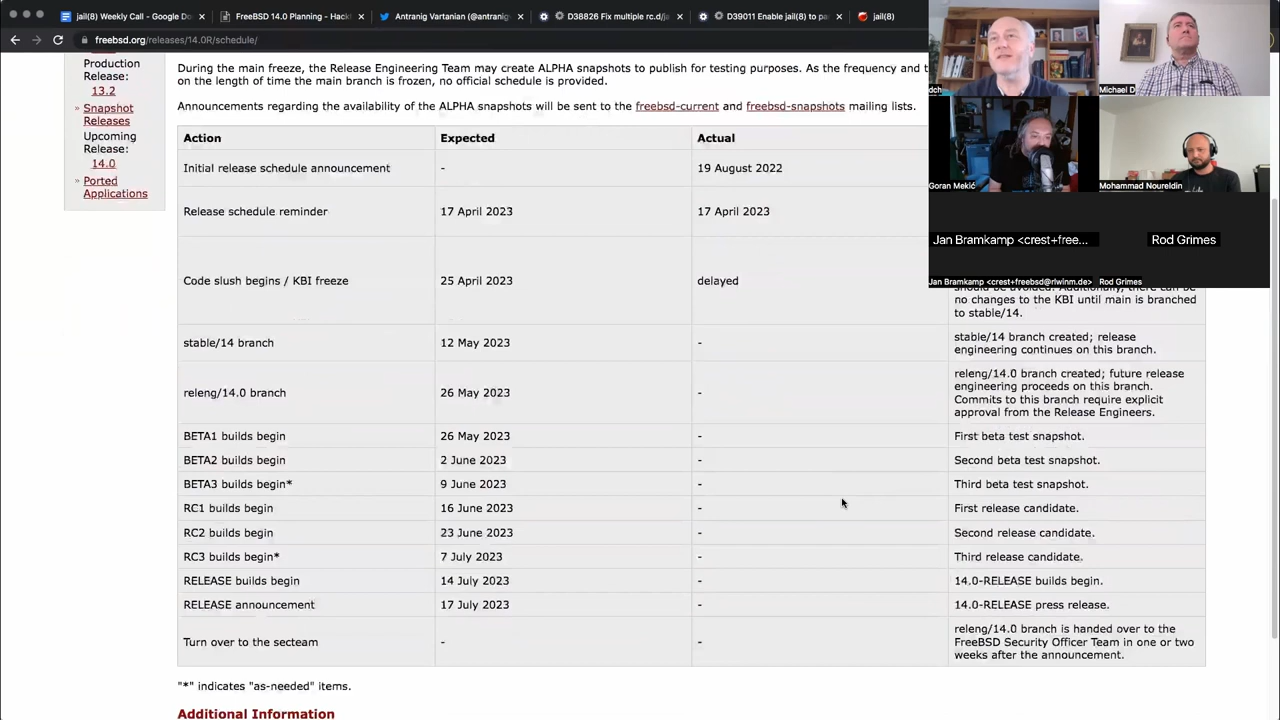 jail(8) Weekly Call - Google Do
FreeBSD 14.0 Planning - Hack
Antranig Vartanian (@antranig
D38826 Fix multiple rc.d/ja
D39011 Enable jail(8) to pa
jail(8)
freebsd.org/releases/14.0R/schedule/
Production
Release:
13.2
Snapshot
Releases
Upcoming
Release:
14.0
Ported
Applications
During the main freeze, the Release Engineering Team may create ALPHA snapshots to publish for testing purposes. As the frequency and t
on the length of time the main branch is frozen, no official schedule is provided.
Announcements regarding the availability of the ALPHA snapshots will be sent to the freebsd-current and freebsd-snapshots mailing lists.
Action Expected Actual
Initial release schedule announcement - 19 August 2022
Release schedule reminder 17 April 2023 17 April 2023
Code slush begins / KBI freeze 25 April 2023 delayed
no changes to the KBI until main is branched
to stable/14.
stable/14 branch 12 May 2023 - stable/14 branch created; release
engineering continues on this branch.
releng/14.0 branch 26 May 2023 - releng/14.0 branch created; future release
engineering proceeds on this branch.
Commits to this branch require explicit
approval from the Release Engineers.
BETA1 builds begin 26 May 2023 - First beta test snapshot.
BETA2 builds begin 2 June 2023 - Second beta test snapshot.
BETA3 builds begin* 9 June 2023 - Third beta test snapshot.
RC1 builds begin 16 June 2023 - First release candidate.
RC2 builds begin 23 June 2023 - Second release candidate.
RC3 builds begin* 7 July 2023 - Third release candidate.
RELEASE builds begin 14 July 2023 - 14.0-RELEASE builds begin.
RELEASE announcement 17 July 2023 - 14.0-RELEASE press release.
Turn over to the secteam - - releng/14.0 branch is handed over to the
FreeBSD Security Officer Team in one or two
weeks after the announcement.
"*" indicates "as-needed" items.
Additional Information
dch
Michael D
Goran Mekić
Mohammad Noureldin
Jan Bramkamp <crest+free...
Rod Grimes
Jan Bramkamp <crest+freebsd@rlwinm.de>
Rod Grimes